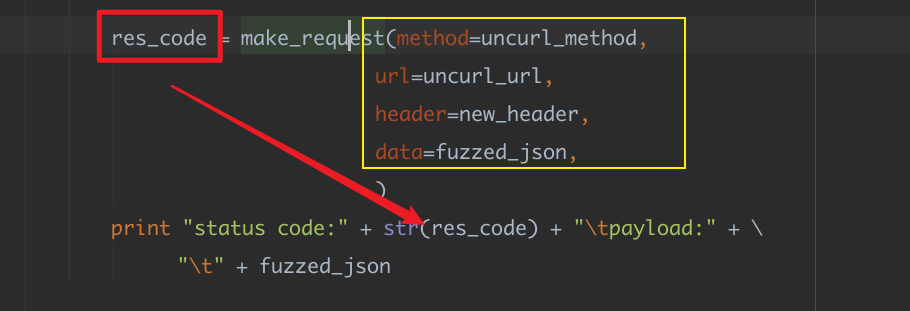 res_code = make_request(method=uncurl_method,
url=uncurl_url,
header=new_header,
data=fuzzed_json,
)
print "status code:" + str(res_code) + "\tpayload:" + \
"\t" + fuzzed_json